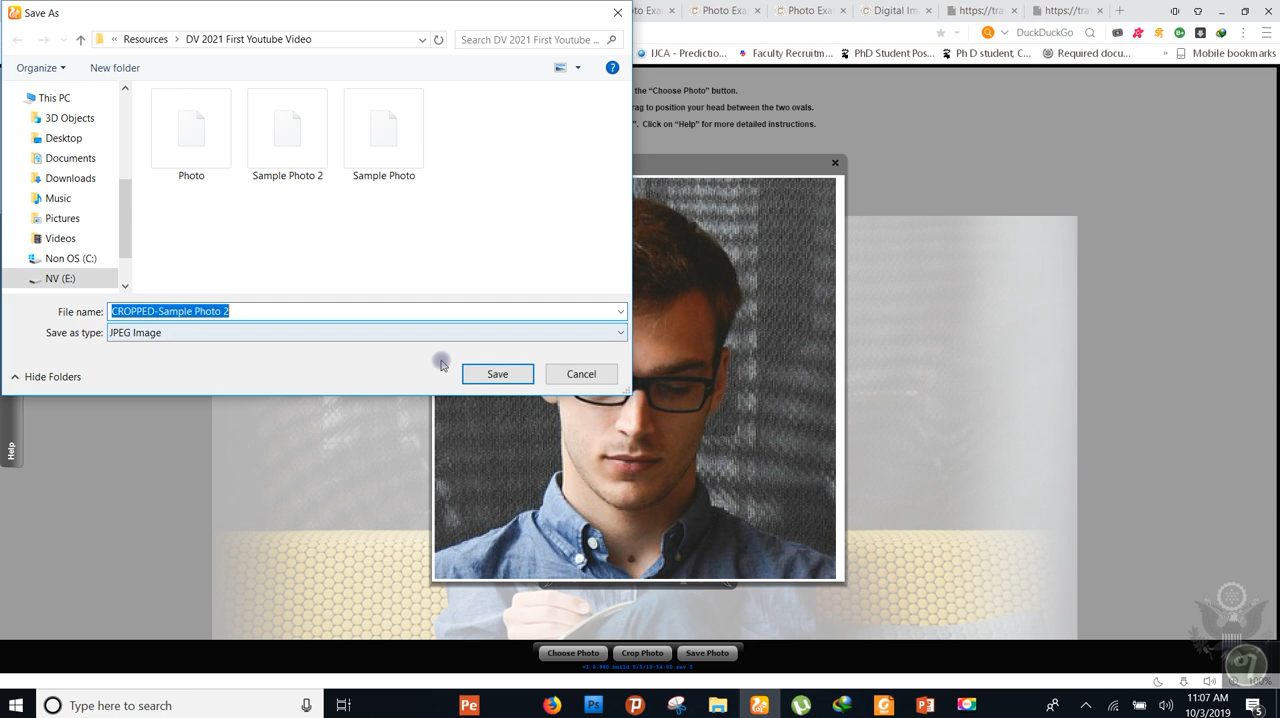 Save As
« Resources > DV 2021 First Youtube Video
Search DV 2021 First Youtube ...
Organize
New folder
This PC
3D Objects
Desktop
Documents
Downloads
Music
Pictures
Videos
Non OS (C:)
NV (E:)
Photo
Sample Photo 2
Sample Photo
File name: CROPPED-Sample Photo 2
Save as type: JPEG Image
Hide Folders
Save
Cancel
Photo Exa
Photo Exa
Digital Im
https://tra
https://tra
DuckDuckGo
IJCA - Predictio...
Faculty Recruitm...
PhD Student Pos...
Ph D student, C...
Required docu...
»
Mobile bookmarks
the “Choose Photo” button.
rag to position your head between the two ovals.
”. Click on “Help” for more detailed instructions.
Help
Choose Photo
Crop Photo
Save Photo
100%
Type here to search
Pe
Ps
11:07 AM
10/3/2019
5